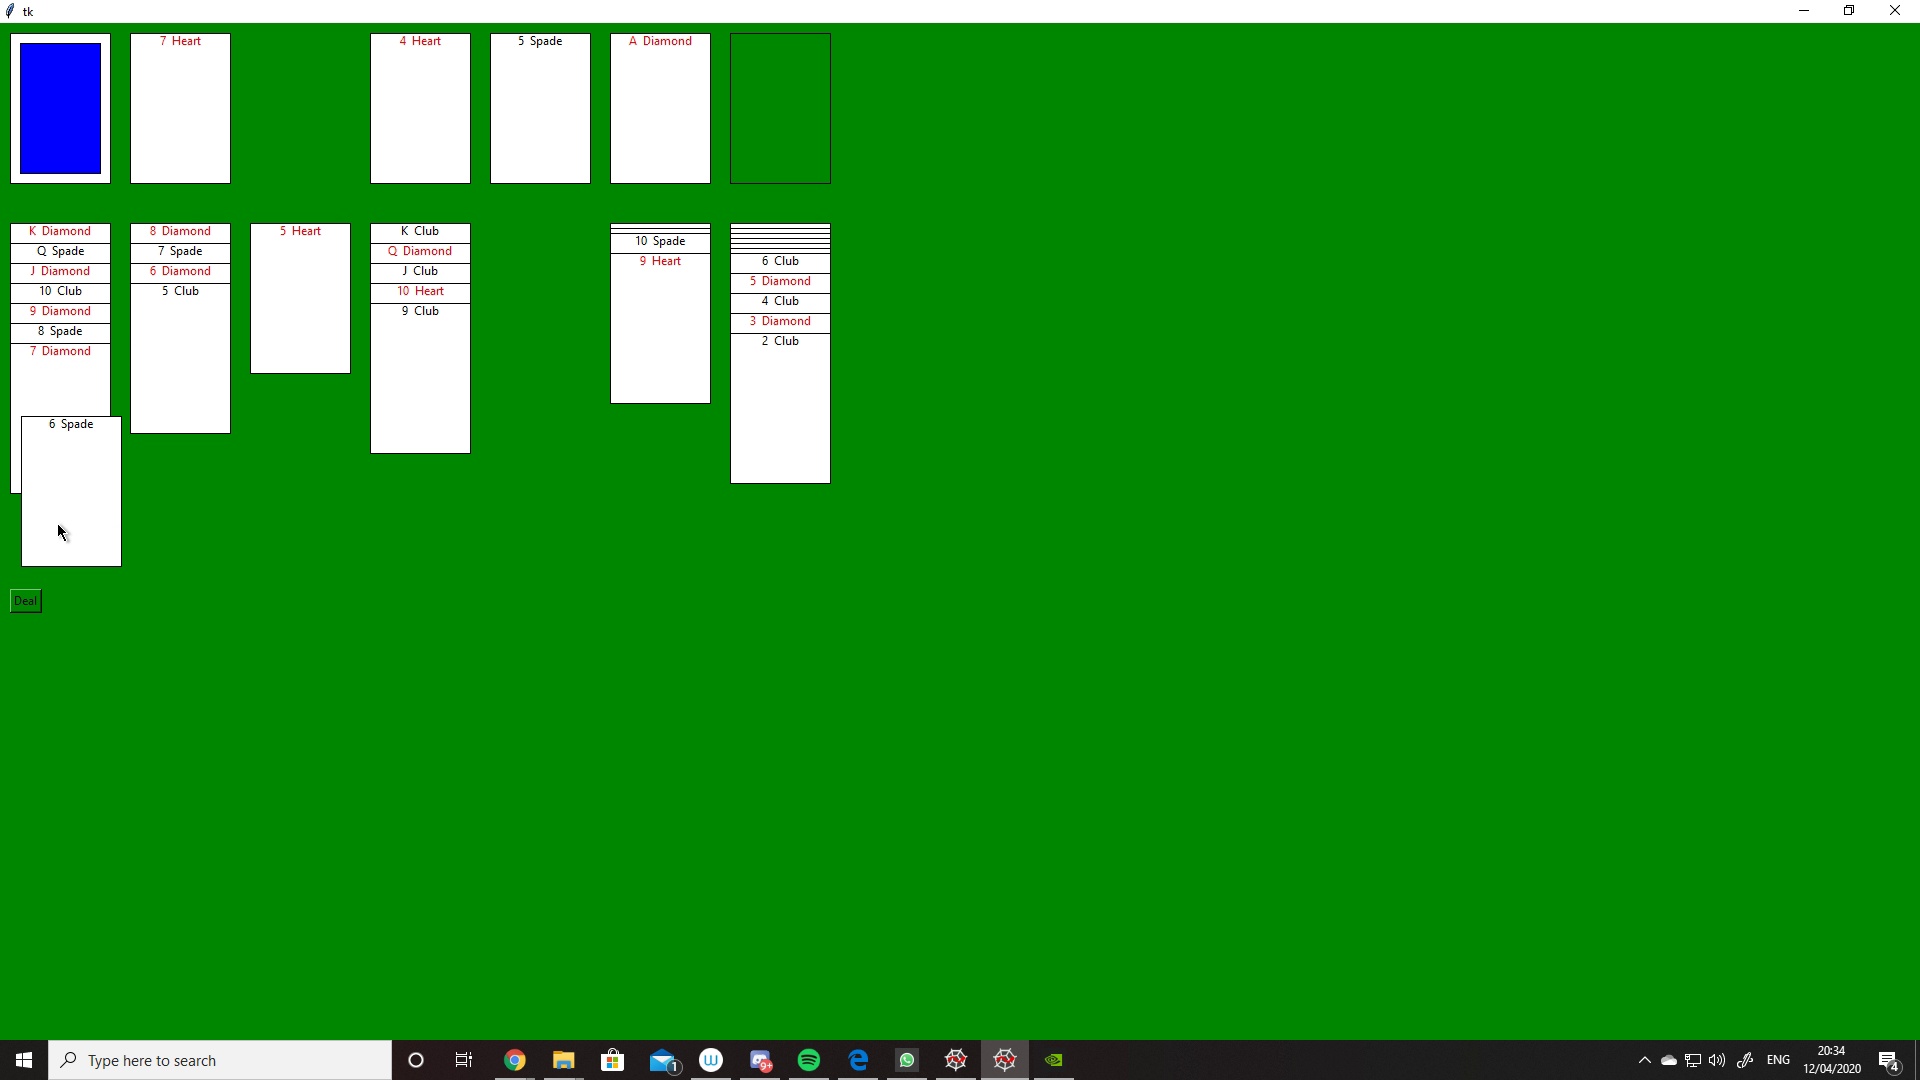 tk
7 Heart
4 Heart
5 Spade
A Diamond
K Diamond
Q Spade
J Diamond
10 Club
9 Diamond
8 Spade
7 Diamond
6 Spade
8 Diamond
7 Spade
6 Diamond
5 Club
5 Heart
K Club
Q Diamond
J Club
10 Heart
9 Club
10 Spade
9 Heart
6 Club
5 Diamond
4 Club
3 Diamond
2 Club
Deal
Type here to search
1
W
9+
ENG
20:34
12/04/2020
4